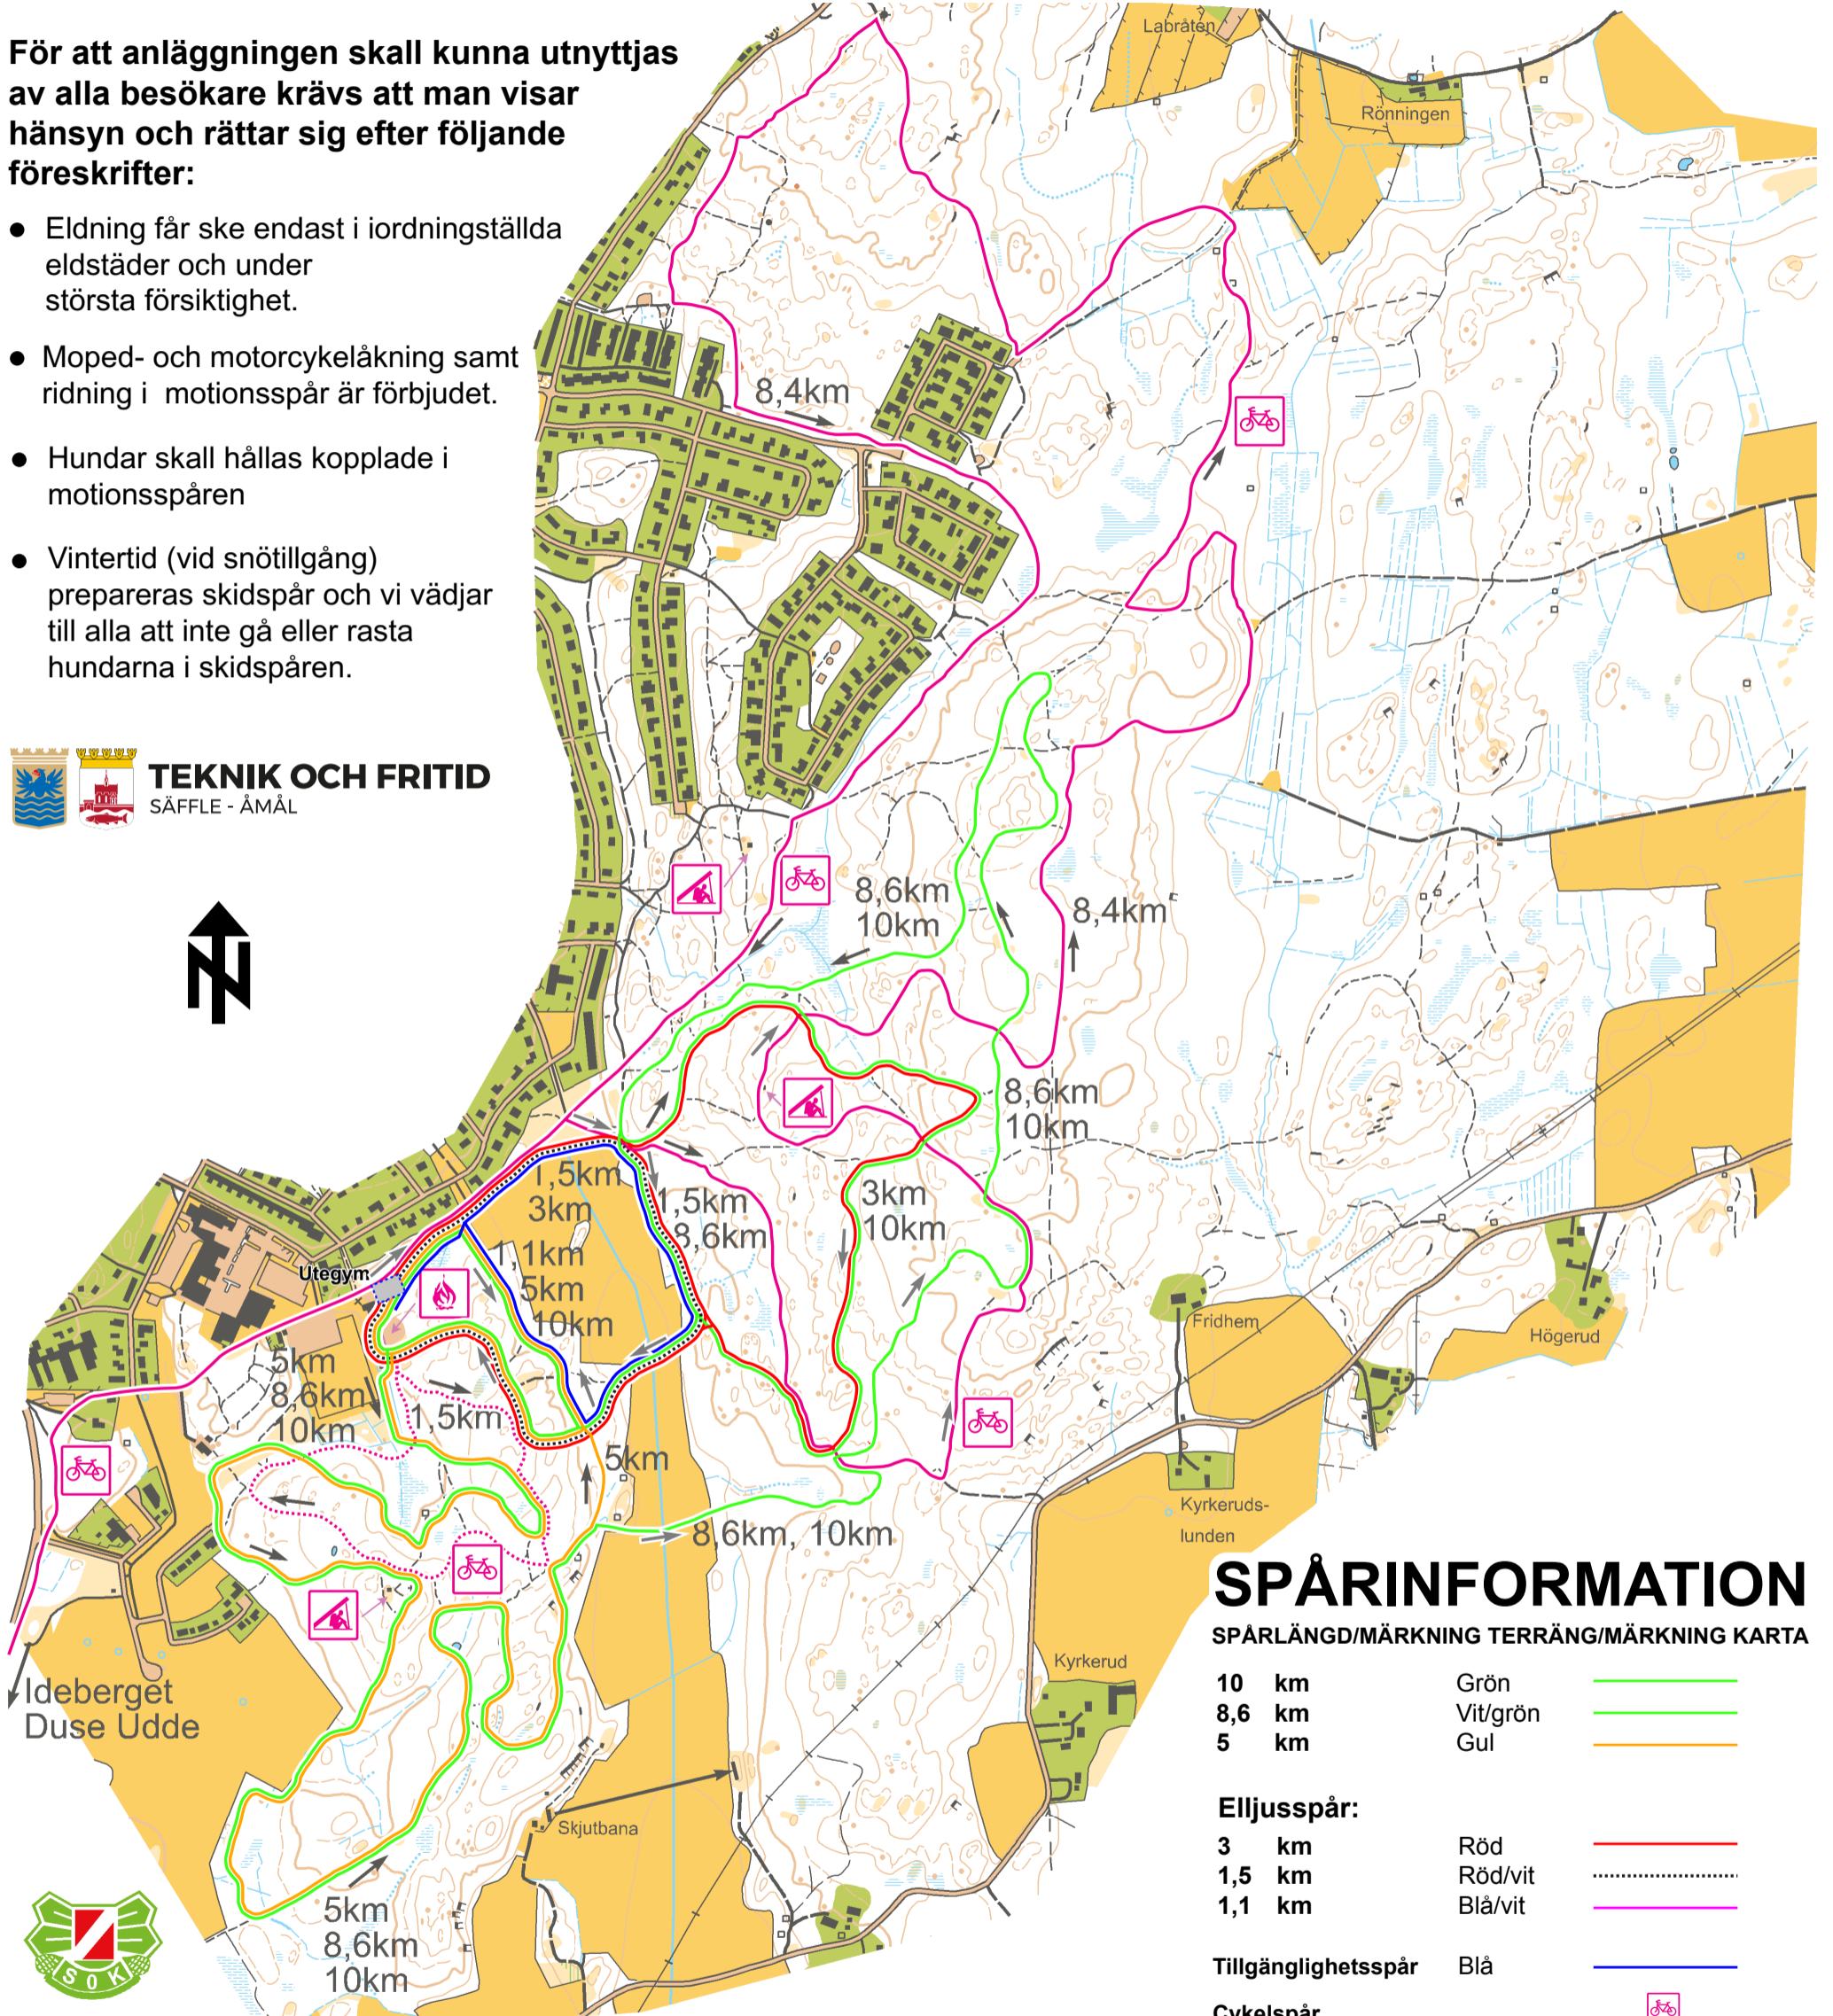 För att anläggningen skall kunna utnyttjas
av alla besökare krävs att man visar
hänsyn och rättar sig efter följande
föreskrifter:
● Eldning får ske endast i iordningställda
eldstäder och under
största försiktighet.
● Moped- och motorcykelåkning samt
ridning i motionsspår är förbjudet.
● Hundar skall hållas kopplade i
motionsspåren
● Vintertid (vid snötillgång)
prepareras skidspår och vi vädjar
till alla att inte gå eller rasta
hundarna i skidspåren.
TEKNIK OCH FRITID
SÄFFLE - ÅMÅL
N
Labråten
Rönningen
8,4km
8,6km
10km
8,4km
8,6km
10km
1,5km
3km
1,5km
8,6km
3km
10km
1,1km
5km
10km
Utegym
5km
8,6km
10km
1,5km
5km
8,6km, 10km
Fridhem
Högerud
Kyrkeruds-
lunden
Kyrkerud
Ideberget
Duse Udde
Skjutbana
5km
8,6km
10km
SOK
SPÅRINFORMATION
SPÅRLÄNGD/MÄRKNING TERRÄNG/MÄRKNING KARTA
10 km Grön
8,6 km Vit/grön
5 km Gul
Elljusspår:
3 km Röd
1,5 km Röd/vit
1,1 km Blå/vit
Tillgänglighetsspår Blå
Cykelspår